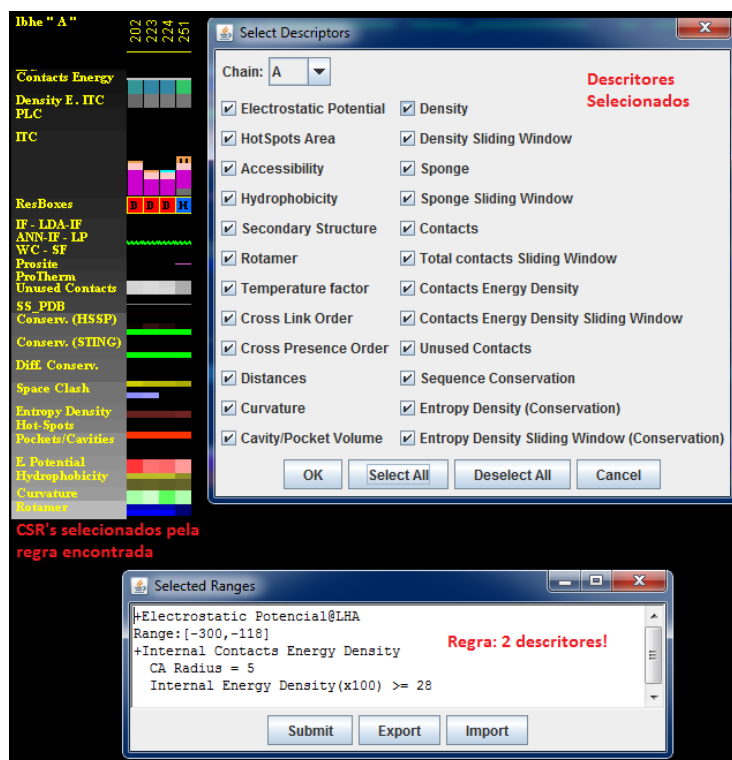 1bhe " A "
202
223
224
251
Contacts Energy
Density E. ITC
PLC
ITC
ResBoxes
D D D H
IF - LDA-IF
ANN-IF - LP
WC - SF
Prosite
ProTherm
Unused Contacts
SS_PDB
Conserv. (HSSP)
Conserv. (STING)
Diff. Conserv.
Space Clash
Entropy Density
Hot-Spots
Pockets/Cavities
E. Potential
Hydrophobicity
Curvature
Rotamer
CSR's selecionados pela
regra encontrada
Select Descriptors
X
Chain: A
Descritores
Selecionados
Electrostatic Potential
Density
HotSpots Area
Density Sliding Window
Accessibility
Sponge
Hydrophobicity
Sponge Sliding Window
Secondary Structure
Contacts
Rotamer
Total contacts Sliding Window
Temperature factor
Contacts Energy Density
Cross Link Order
Contacts Energy Density Sliding Window
Cross Presence Order
Unused Contacts
Distances
Sequence Conservation
Curvature
Entropy Density (Conservation)
Cavity/Pocket Volume
Entropy Density Sliding Window (Conservation)
OK
Select All
Deselect All
Cancel
Selected Ranges
X
+Electrostatic Potencial@LHA
Range:[-300,-118]
+Internal Contacts Energy Density
CA Radius = 5
Internal Energy Density(x100) >= 28
Regra: 2 descritores!
Submit
Export
Import